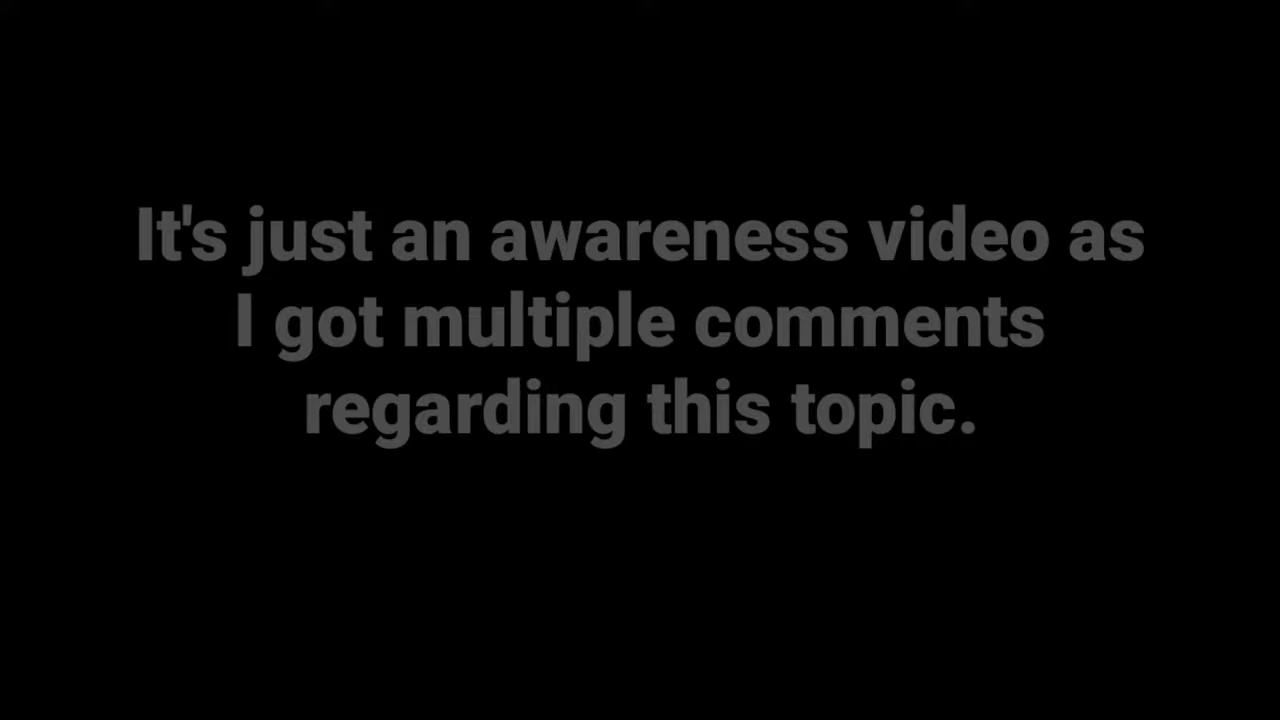 It's just an awareness video as
I got multiple comments
regarding this topic.